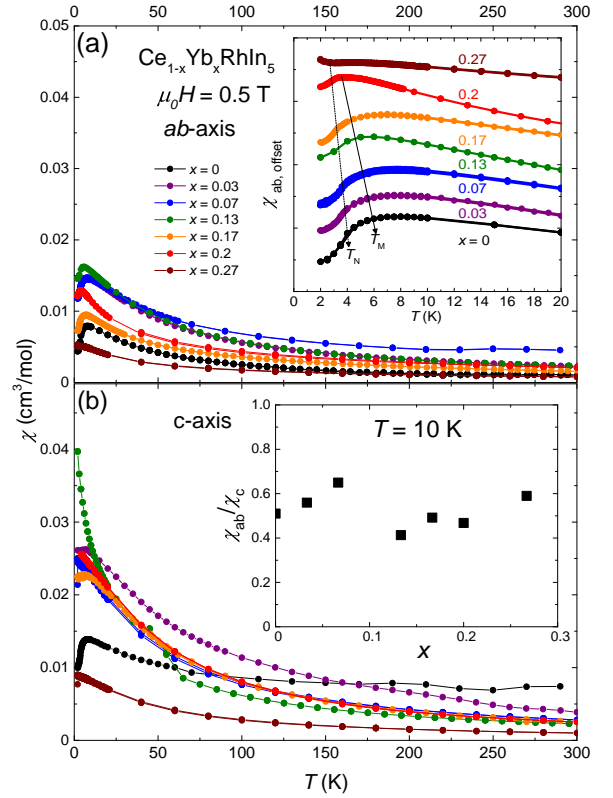 (a)
Ce1-xYbxRhIn5
μ0H = 0.5 T
ab-axis
x = 0
x = 0.03
x = 0.07
x = 0.13
x = 0.17
x = 0.2
x = 0.27
0.05
0.04
0.03
0.02
0.01
0
0 50 100 150 200 250 300
χab, offset
0.27
0.2
0.17
0.13
0.07
0.03
x = 0
TN
TM
0 2 4 6 8 10 12 14 16 18 20
T (K)
χ (cm3/mol)
(b)
c-axis
0.04
0.03
0.02
0.01
0
T = 10 K
χab/χc
1.0
0.8
0.6
0.4
0.2
0
0 0.1 0.2 0.3
x
0 50 100 150 200 250 300
T (K)